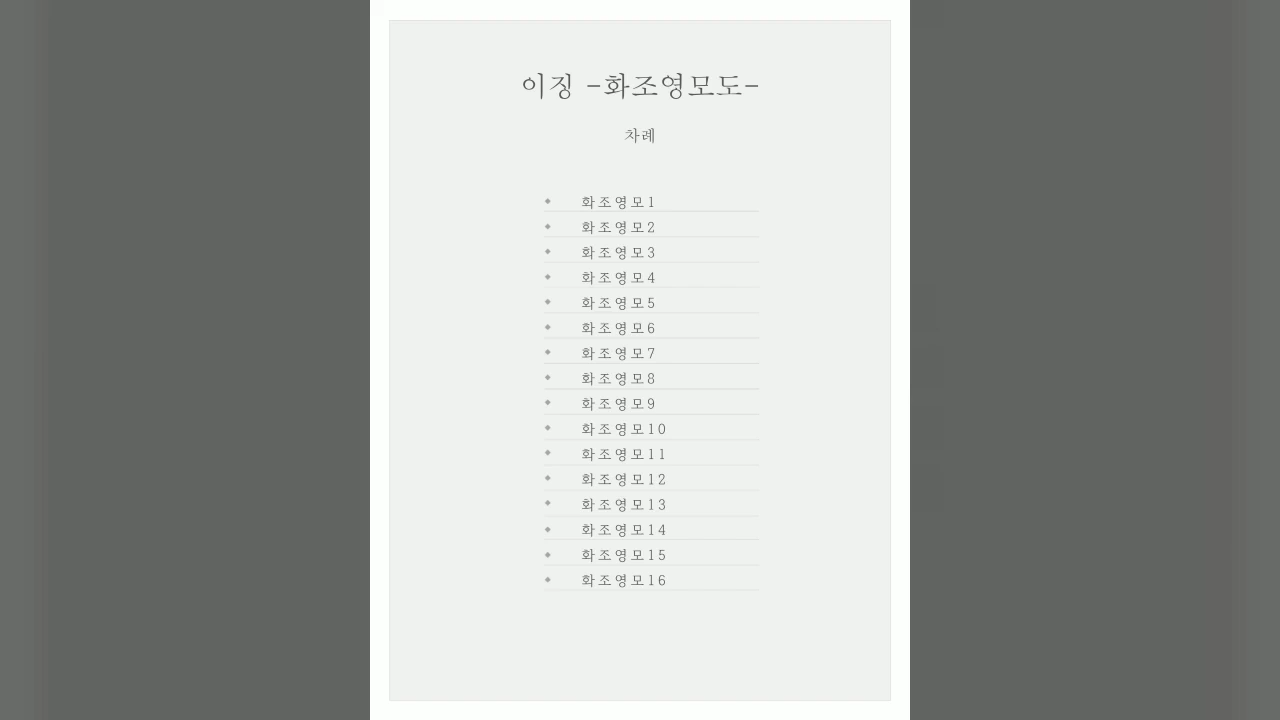 이징 -화조영모도-
차례
◆ 화조영모1
◆ 화조영모2
◆ 화조영모3
◆ 화조영모4
◆ 화조영모5
◆ 화조영모6
◆ 화조영모7
◆ 화조영모8
◆ 화조영모9
◆ 화조영모10
◆ 화조영모11
◆ 화조영모12
◆ 화조영모13
◆ 화조영모14
◆ 화조영모15
◆ 화조영모16